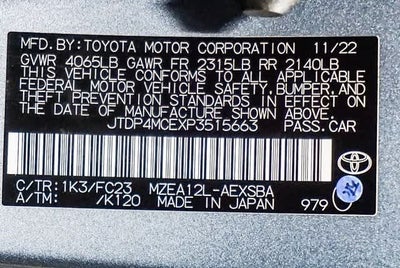 MFD.BY:TOYOTA MOTOR CORPORATION 11/22
GVWR 4065LB GAWR FR 2315LB RR 2140LB
THIS VEHICLE CONFORMS TO ALL APPLICABLE
FEDERAL MOTOR VEHICLE SAFETY,BUMPER,AND
THEFT PREVENTION STANDARDS IN EFFECT ON
THE DATE OF MANUFACTURE SHOWN ABOVE.
JTDP4MCEXP3515663 PASS.CAR
C/TR:1K3/FC23 MZEA12L-AEXSBA
A/TM: /K120 MADE IN JAPAN 979
TOYOTA